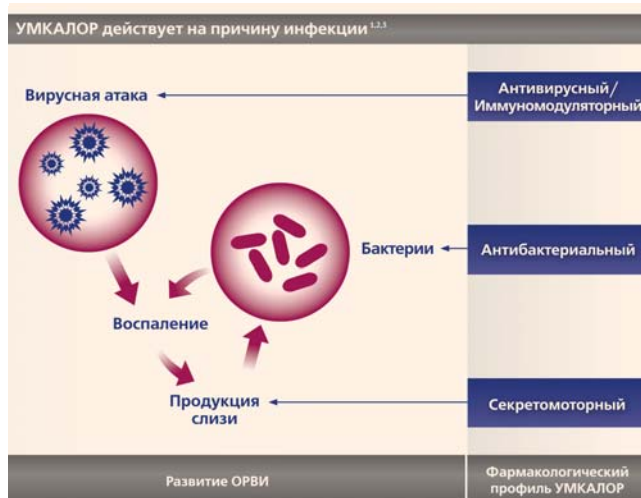 УМКАЛОР действует на причину инфекции 1,2,3
Вирусная атака
Антивирусный/
Иммуномодуляторный
Бактерии
Антибактериальный
Воспаление
Продукция
слизи
Секретомоторный
Развитие ОРВИ
Фармакологический
профиль УМКАЛОР